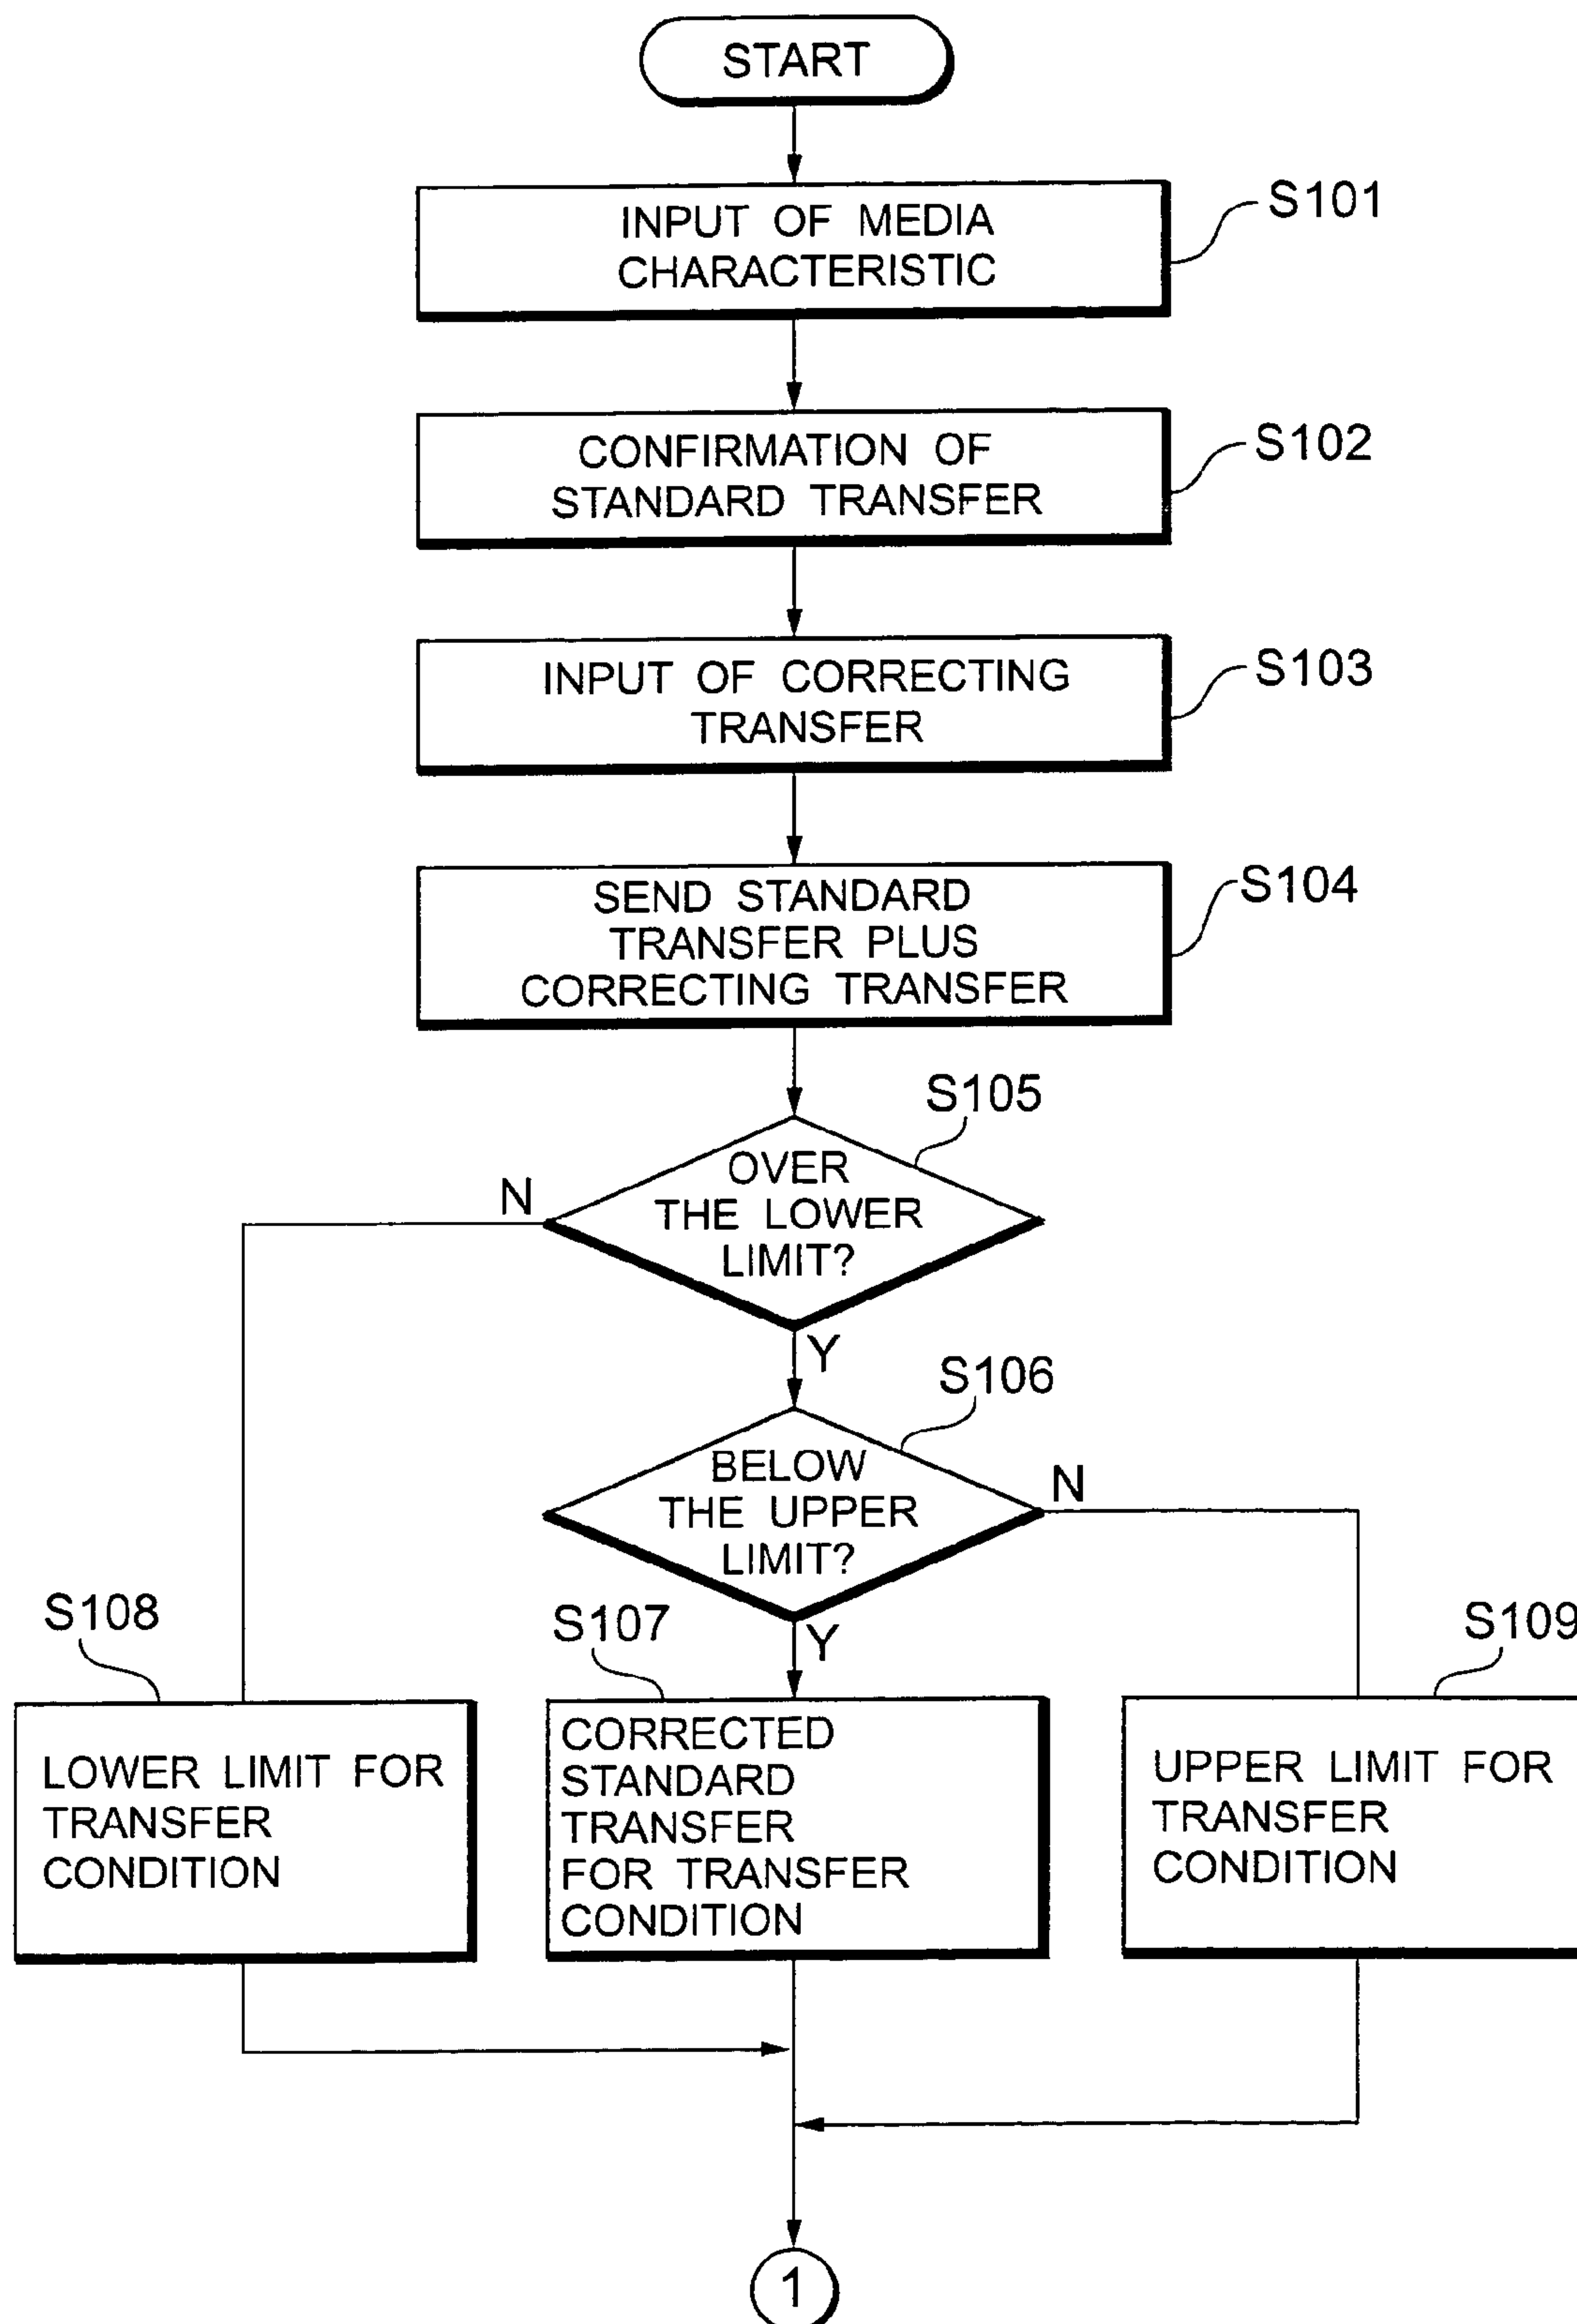 START
INPUT OF MEDIA
CHARACTERISTIC
S101
CONFIRMATION OF
STANDARD TRANSFER
S102
INPUT OF CORRECTING
TRANSFER
S103
SEND STANDARD
TRANSFER PLUS
CORRECTING TRANSFER
S104
S105
OVER
THE LOWER
LIMIT?
N
Y
S106
BELOW
THE UPPER
LIMIT?
N
Y
S108
LOWER LIMIT FOR
TRANSFER
CONDITION
S107
CORRECTED
STANDARD
TRANSFER
FOR TRANSFER
CONDITION
S109
UPPER LIMIT FOR
TRANSFER
CONDITION
1